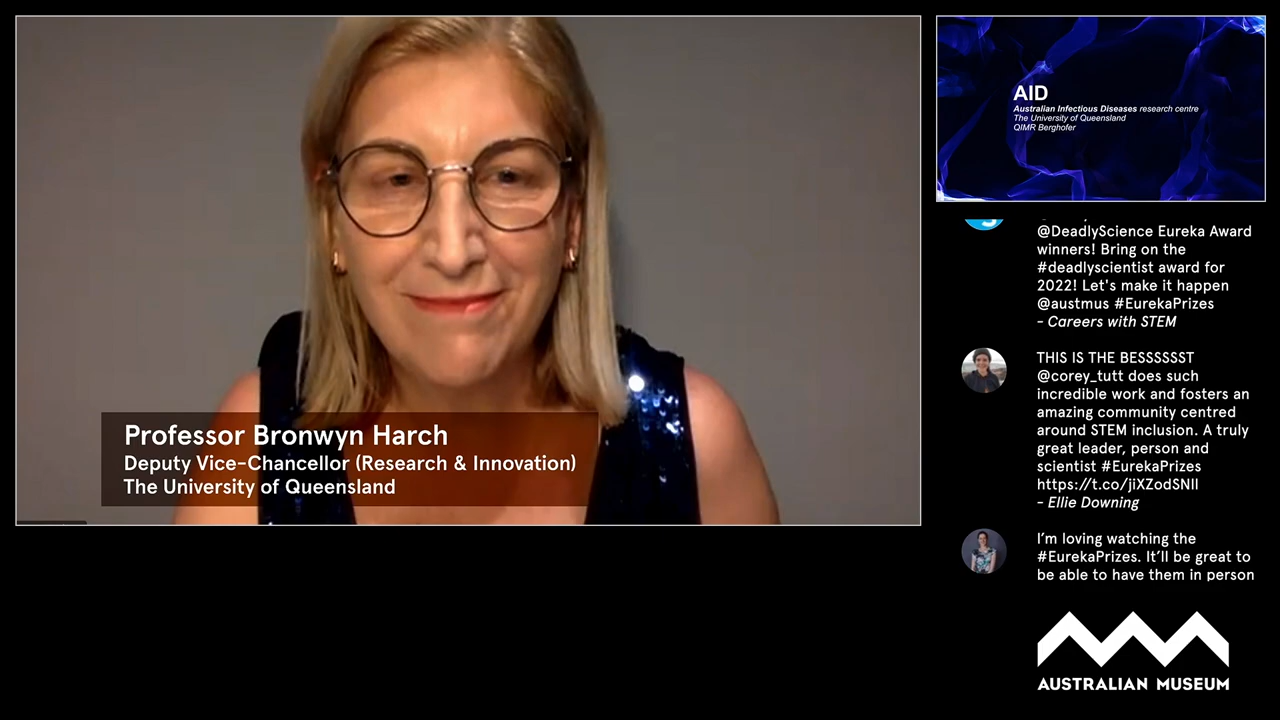 Professor Bronwyn Harch
Deputy Vice-Chancellor (Research & Innovation)
The University of Queensland
AID
Australian Infectious Diseases research centre
The University of Queensland
QIMR Berghofer
@DeadlyScience Eureka Award
winners! Bring on the
#deadlyscientist award for
2022! Let's make it happen
@austmus #EurekaPrizes
- Careers with STEM
THIS IS THE BESSSSSST
@corey_tutt does such
incredible work and fosters an
amazing community centred
around STEM inclusion. A truly
great leader, person and
scientist #EurekaPrizes
https://t.co/jiXZodSNII
- Ellie Downing
I'm loving watching the
#EurekaPrizes. It'll be great to
be able to have them in person
AUSTRALIAN MUSEUM